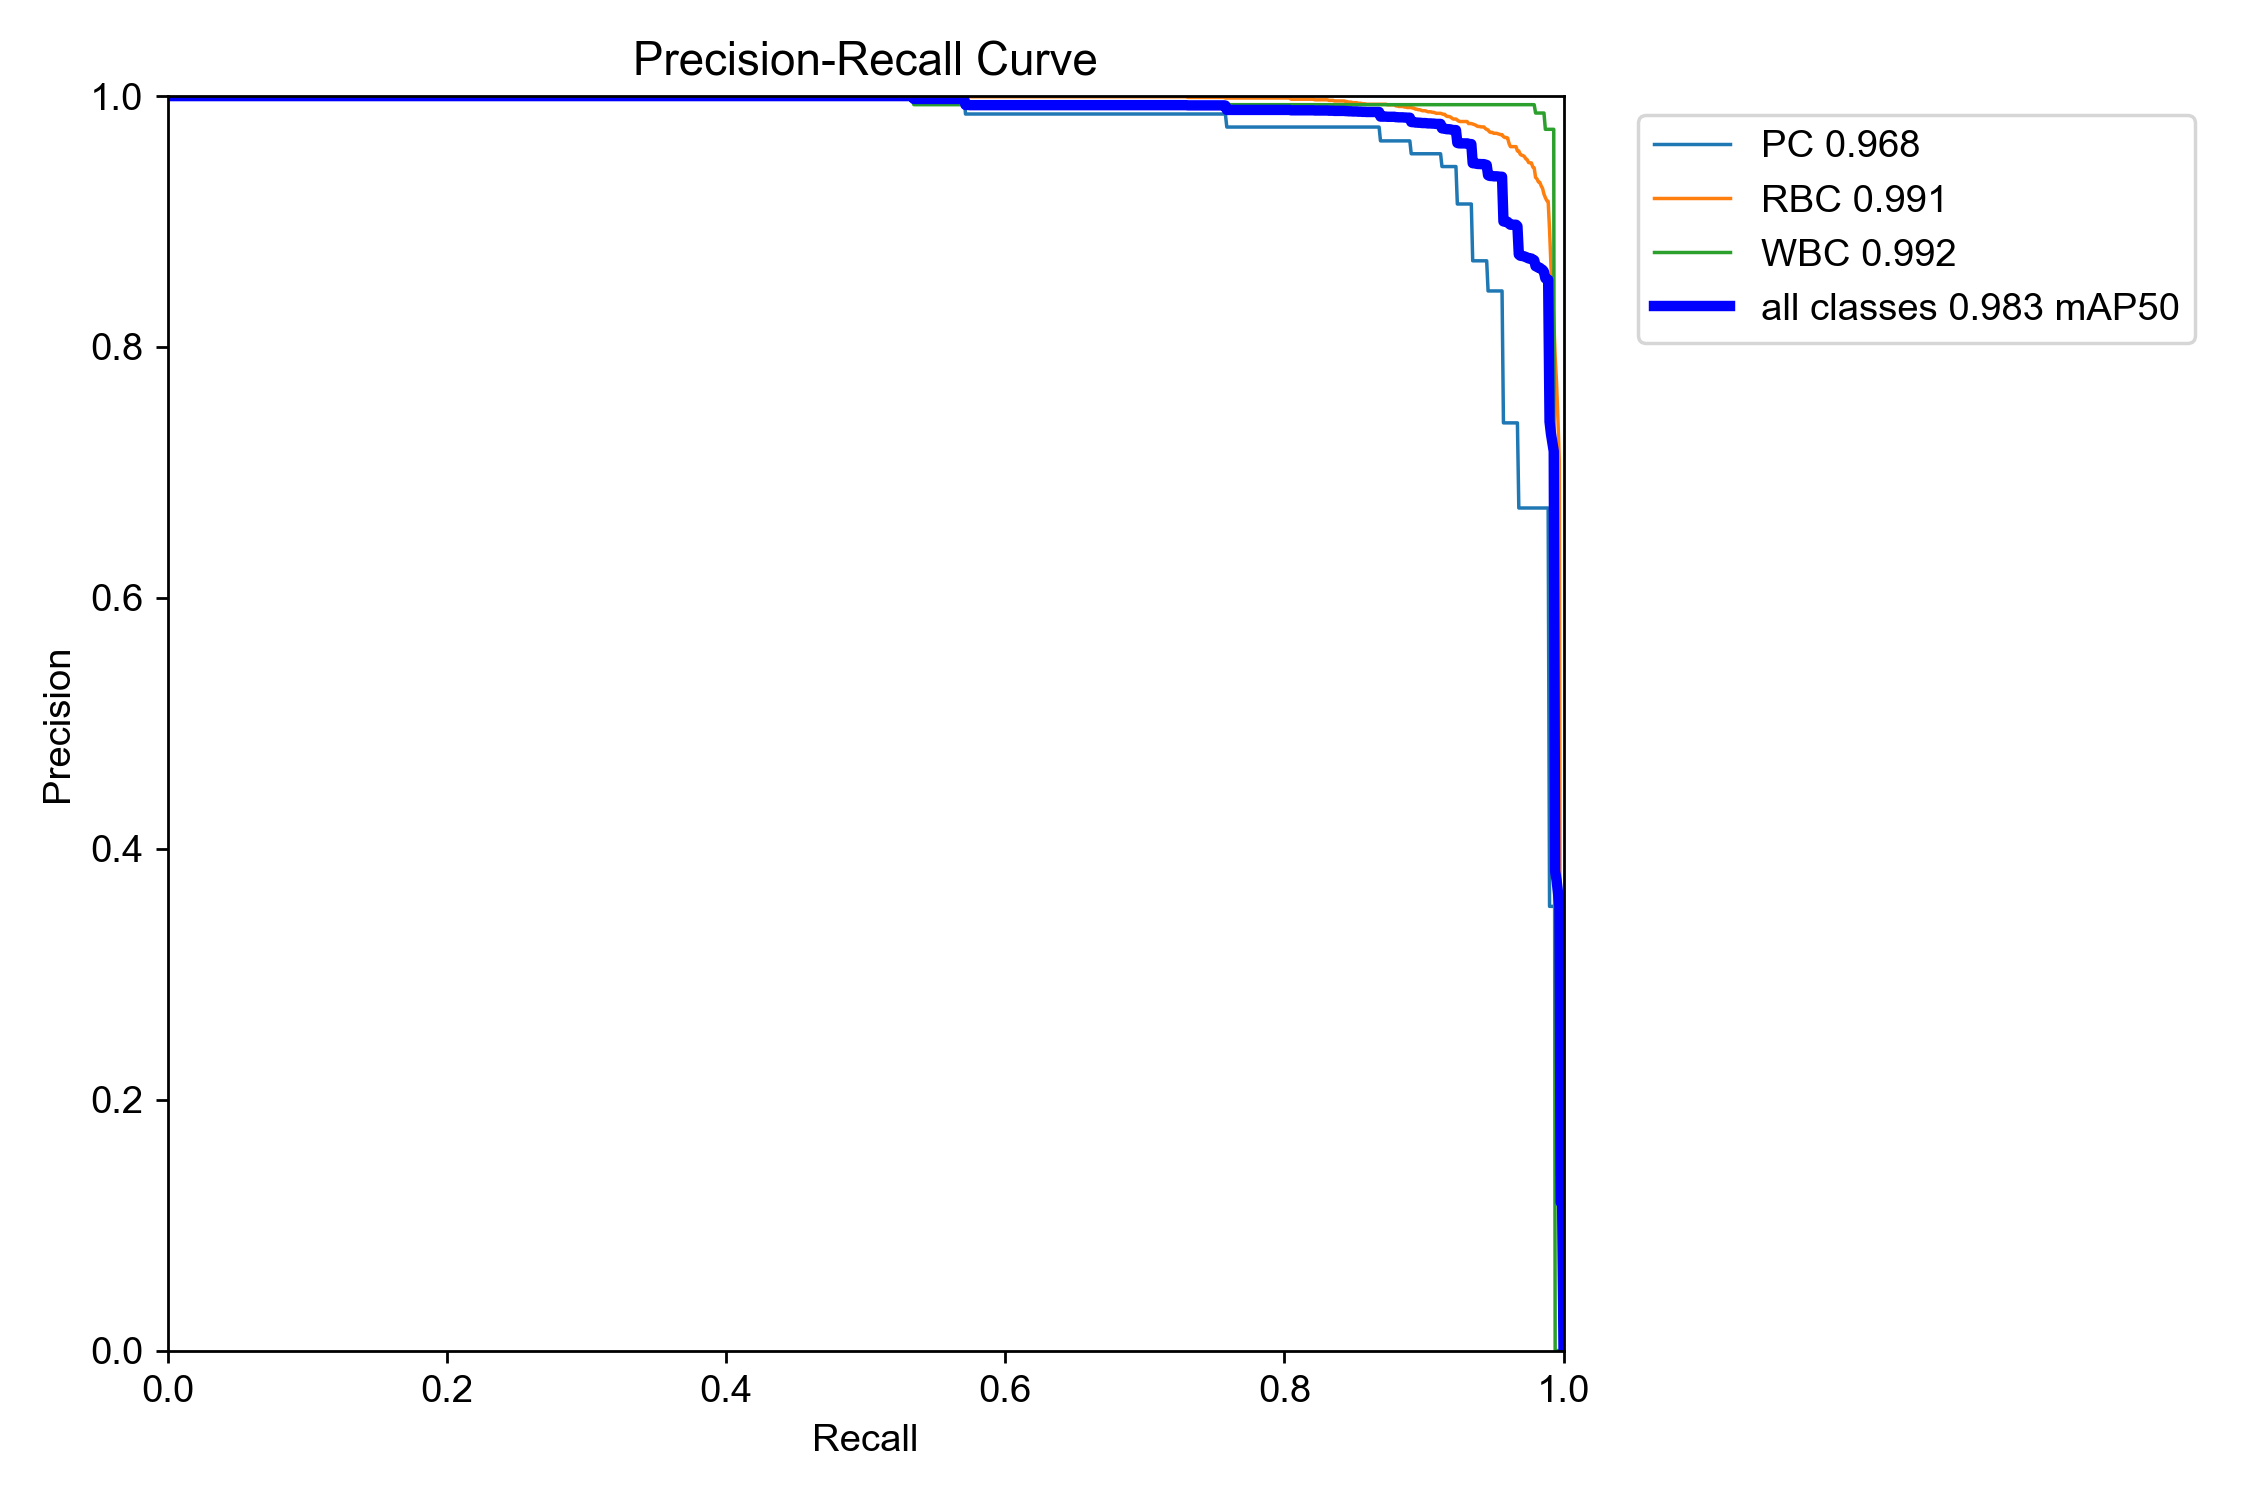 Precision-Recall Curve
1.0
0.8
0.6
0.4
0.2
0.0
Precision
0.0 0.2 0.4 0.6 0.8 1.0
Recall
PC 0.968
RBC 0.991
WBC 0.992
all classes 0.983 mAP50